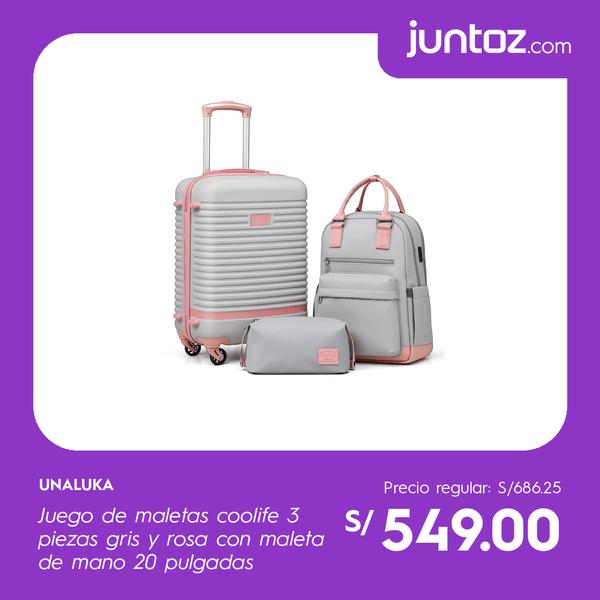 juntoz.com
UNALUKA
Juego de maletas coolife 3
piezas gris y rosa con maleta
de mano 20 pulgadas
Precio regular: S/686.25
S/549.00